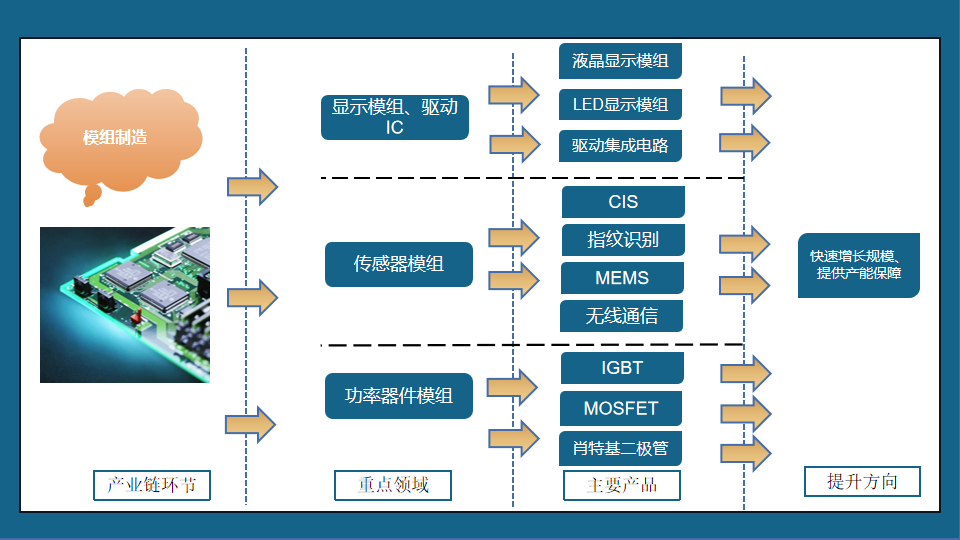 模组制造
显示模组、驱动
IC
液晶显示模组
LED显示模组
驱动集成电路
传感器模组
CIS
指纹识别
MEMS
无线通信
快速增长规模、
提供产能保障
功率器件模组
IGBT
MOSFET
肖特基二极管
产业链环节
重点领域
主要产品
提升方向